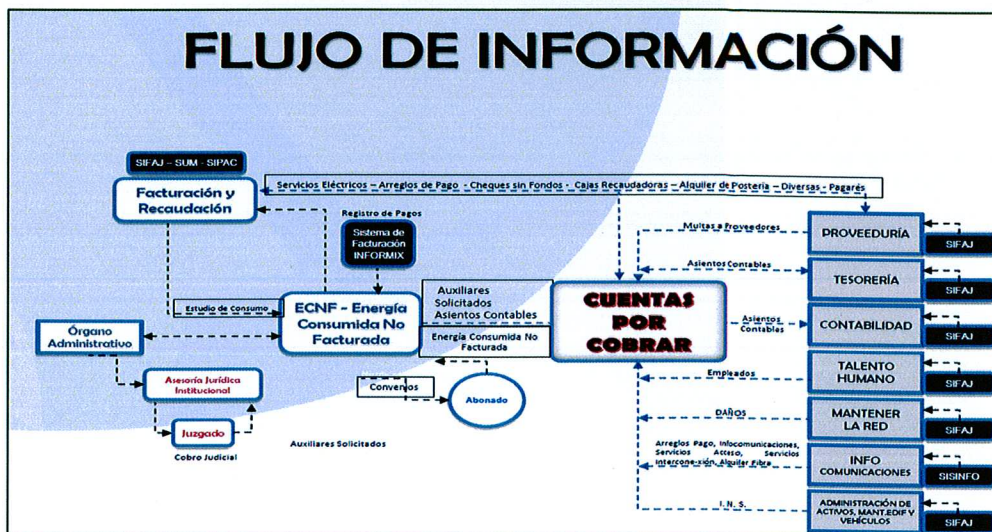 FLUJO DE INFORMACIÓN
SIFAJ – SUM - SIPAC
Facturación y
Recaudación
Servicios Eléctricos – Arreglos de Pago - Cheques sin Fondos - Cajas Recaudadoras – Alquiler de Postería – Diversas - Pagarés
Registro de Pagos
Sistema de
Facturación
INFORMIX
Estudio de Consumo
ECNF - Energía
Consumida No
Facturada
Auxiliares
Solicitados
Asientos Contables
Energía Consumida No
Facturada
CUENTAS
POR
COBRAR
Órgano
Administrativo
Asesoría Jurídica
Institucional
Juzgado
Cobro Judicial
Convenios
Abonado
Auxiliares Solicitados
Multas a Proveedores
PROVEEDURÍA
SIFAJ
Asientos Contables
TESORERÍA
SIFAJ
Asientos
Contables
CONTABILIDAD
SIFAJ
Empleados
TALENTO
HUMANO
SIFAJ
DAÑOS
MANTENER
LA RED
SIFAJ
Arreglos Pago, Infocomunicaciones,
Servicios Acceso, Servicios
Intercone-xión, Alquiler Fibra
INFO
COMUNICACIONES
SISINFO
I.N.S.
ADMINISTRACIÓN DE
ACTIVOS, MANT.EDIF Y
VEHÍCULOS
SIFAJ